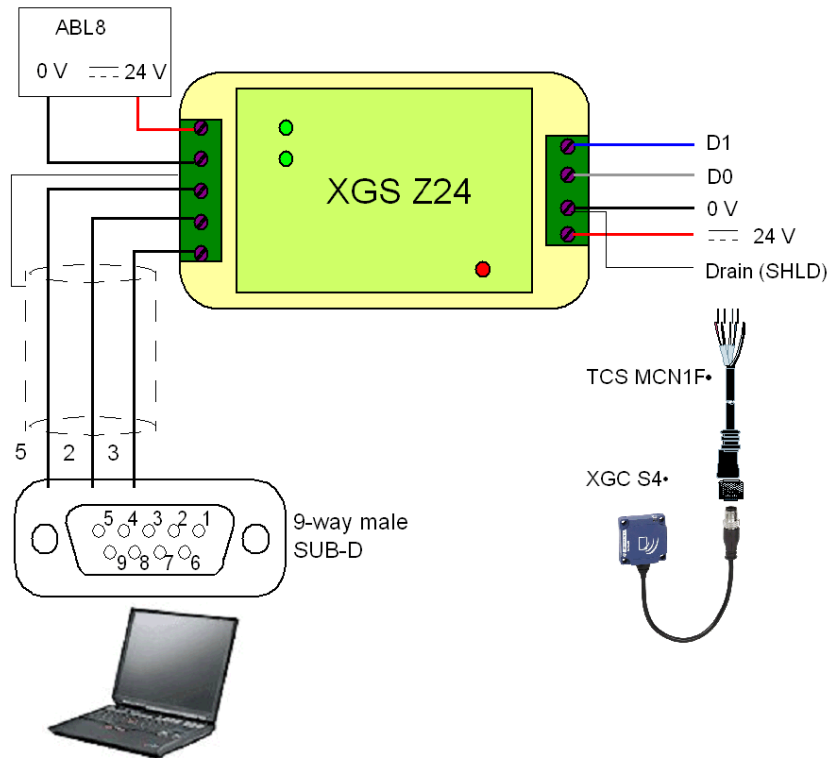 ABL8
0 V 24 V
XGS Z24
D1
D0
0 V
24 V
Drain (SHLD)
TCS MCN1F•
XGC S4•
5 2 3
5 4 3 2 1
9 8 7 6
9-way male
SUB-D